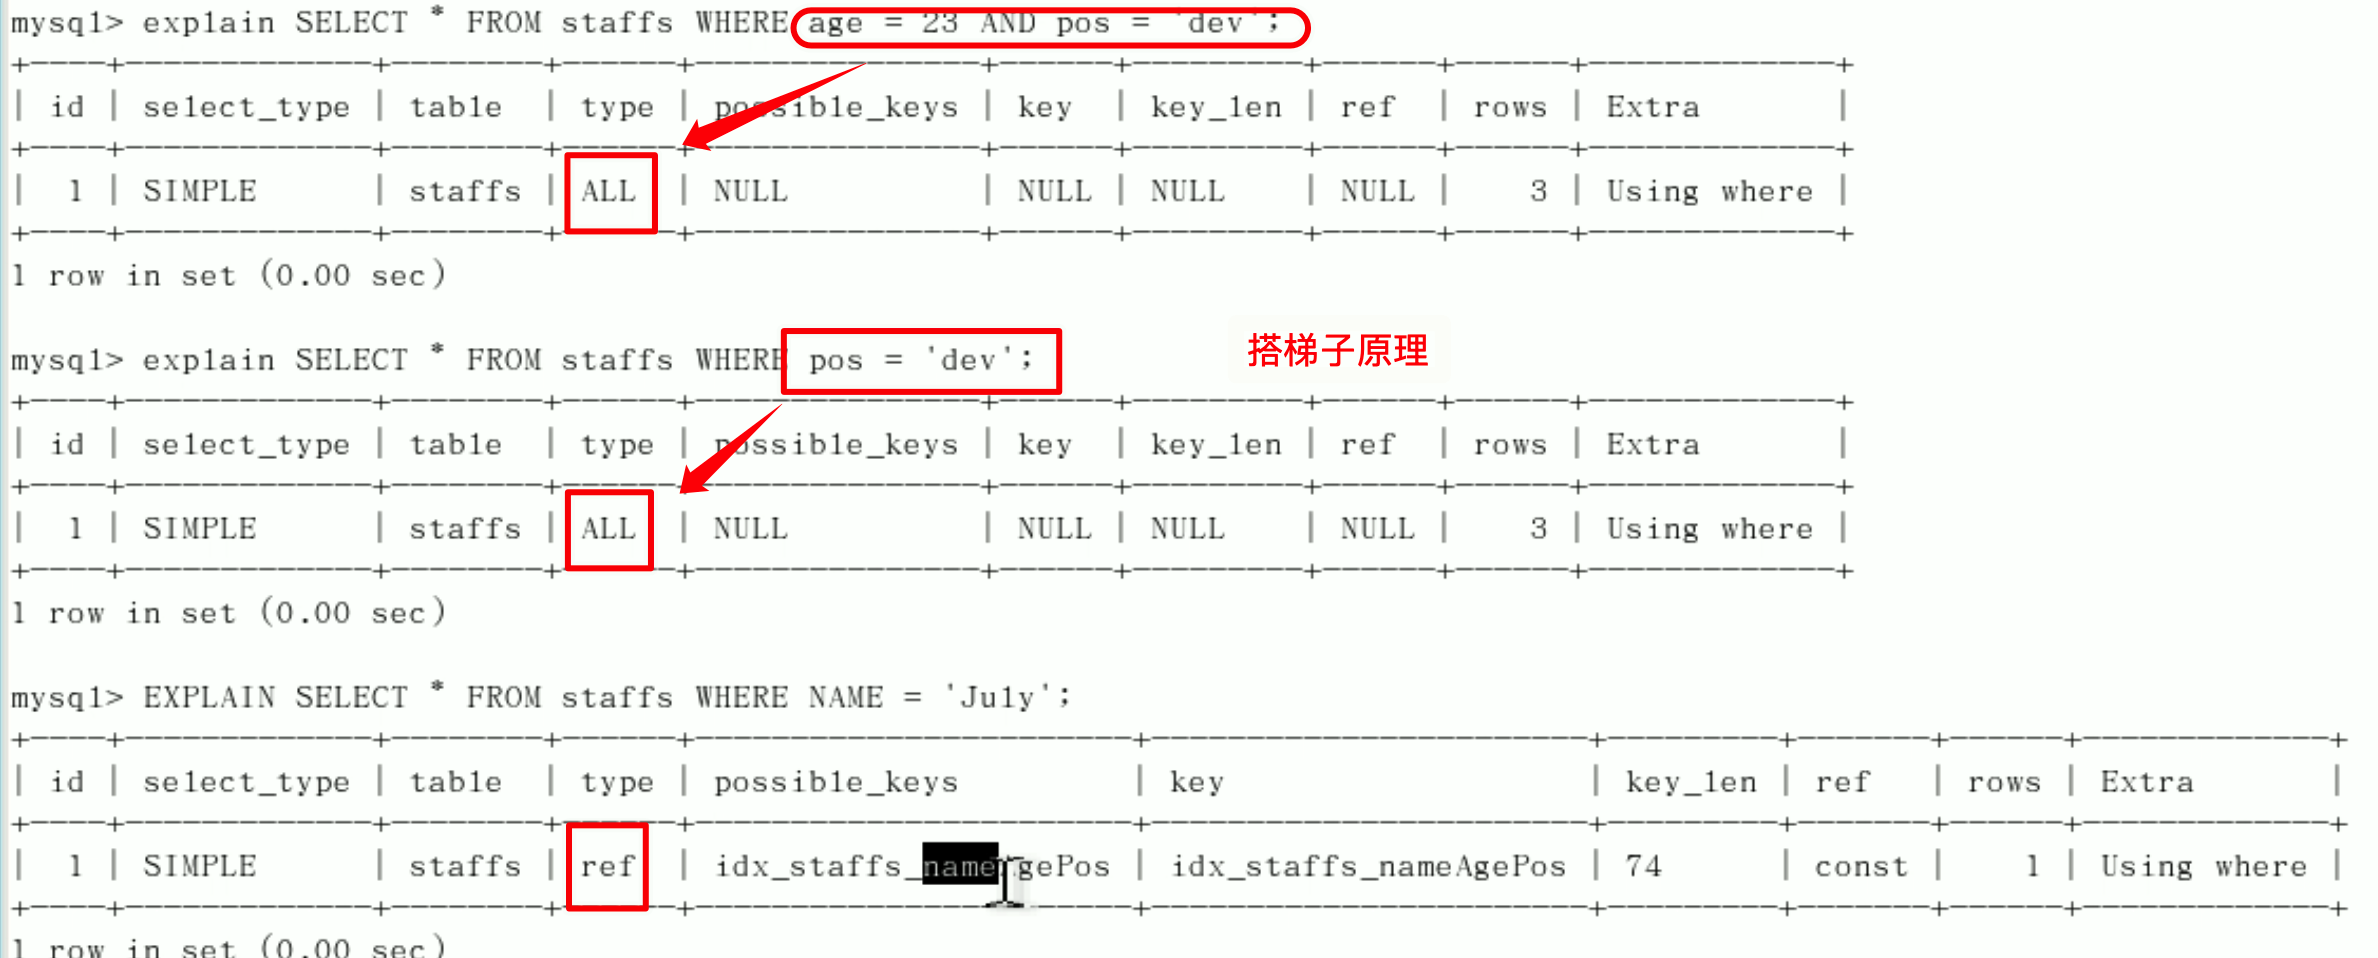 mysql> explain SELECT * FROM staffs WHERE age = 23 AND pos = 'dev';
+----+-------------+--------+------+---------------+------+---------+------+------+-------------+
| id | select_type | table | type | possible_keys | key | key_len | ref | rows | Extra |
+----+-------------+--------+------+---------------+------+---------+------+------+-------------+
| 1 | SIMPLE | staffs | ALL | NULL | NULL | NULL | NULL | 3 | Using where |
+----+-------------+--------+------+---------------+------+---------+------+------+-------------+
1 row in set (0.00 sec)
mysql> explain SELECT * FROM staffs WHERE pos = 'dev';
搭梯子原理
+----+-------------+--------+------+---------------+------+---------+------+------+-------------+
| id | select_type | table | type | possible_keys | key | key_len | ref | rows | Extra |
+----+-------------+--------+------+---------------+------+---------+------+------+-------------+
| 1 | SIMPLE | staffs | ALL | NULL | NULL | NULL | NULL | 3 | Using where |
+----+-------------+--------+------+---------------+------+---------+------+------+-------------+
1 row in set (0.00 sec)
mysql> EXPLAIN SELECT * FROM staffs WHERE NAME = 'July';
+----+-------------+--------+------+-----------------------+-----------------------+---------+-------+------+-------------+
| id | select_type | table | type | possible_keys | key | key_len | ref | rows | Extra |
+----+-------------+--------+------+-----------------------+-----------------------+---------+-------+------+-------------+
| 1 | SIMPLE | staffs | ref | idx_staffs_nameAgePos | idx_staffs_nameAgePos | 74 | const | 1 | Using where |
+----+-------------+--------+------+-----------------------+-----------------------+---------+-------+------+-------------+
1 row in set (0.00 sec)